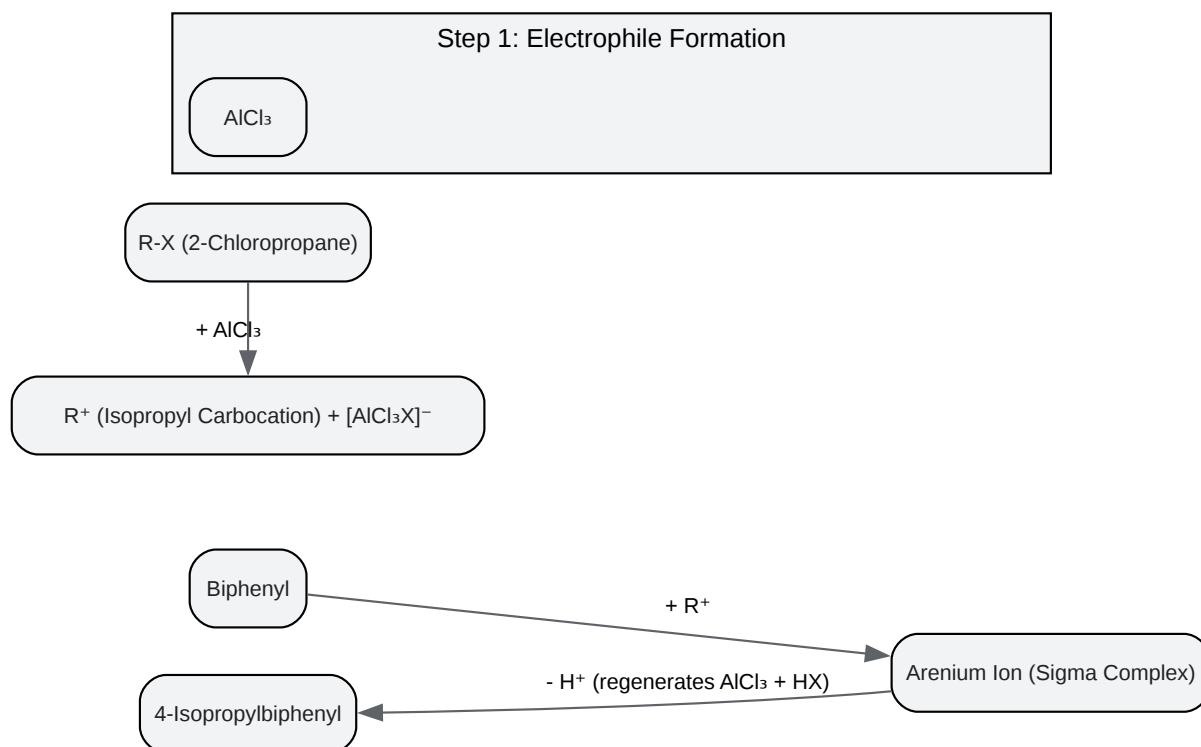 Step 1: Electrophile Formation
AlCl₃
R-X (2-Chloropropane)
+ AlCl₃
R⁺ (Isopropyl Carbocation) + [AlCl₃X]⁻
Biphenyl
+ R⁺
Arenium Ion (Sigma Complex)
- H⁺ (regenerates AlCl₃ + HX)
4-Isopropylbiphenyl